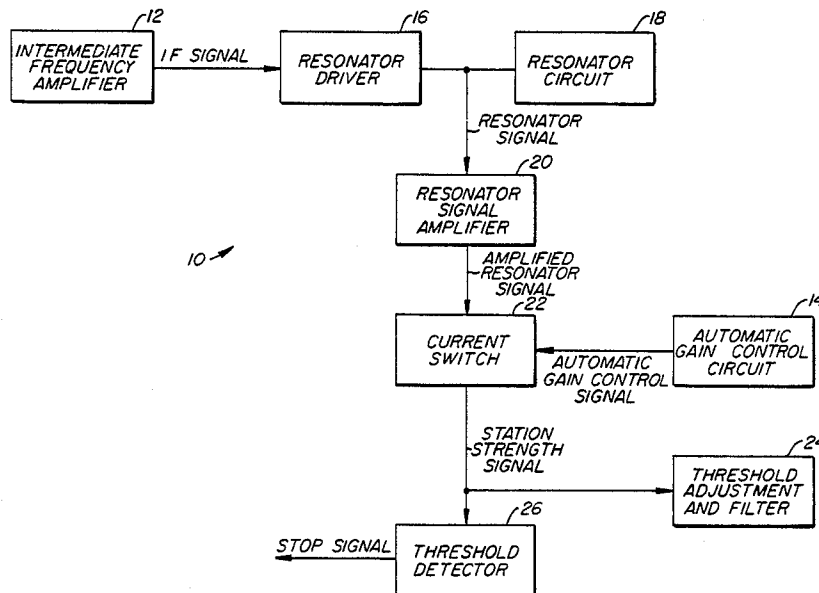 12
16
18
INTERMEDIATE
FREQUENCY
AMPLIFIER
IF SIGNAL
RESONATOR
DRIVER
RESONATOR
CIRCUIT
RESONATOR
SIGNAL
20
RESONATOR
SIGNAL
AMPLIFIER
10
AMPLIFIED
RESONATOR
SIGNAL
22
14
CURRENT
SWITCH
AUTOMATIC
GAIN CONTROL
SIGNAL
AUTOMATIC
GAIN CONTROL
CIRCUIT
STATION
STRENGTH
SIGNAL
24
THRESHOLD
ADJUSTMENT
AND FILTER
26
STOP SIGNAL
THRESHOLD
DETECTOR